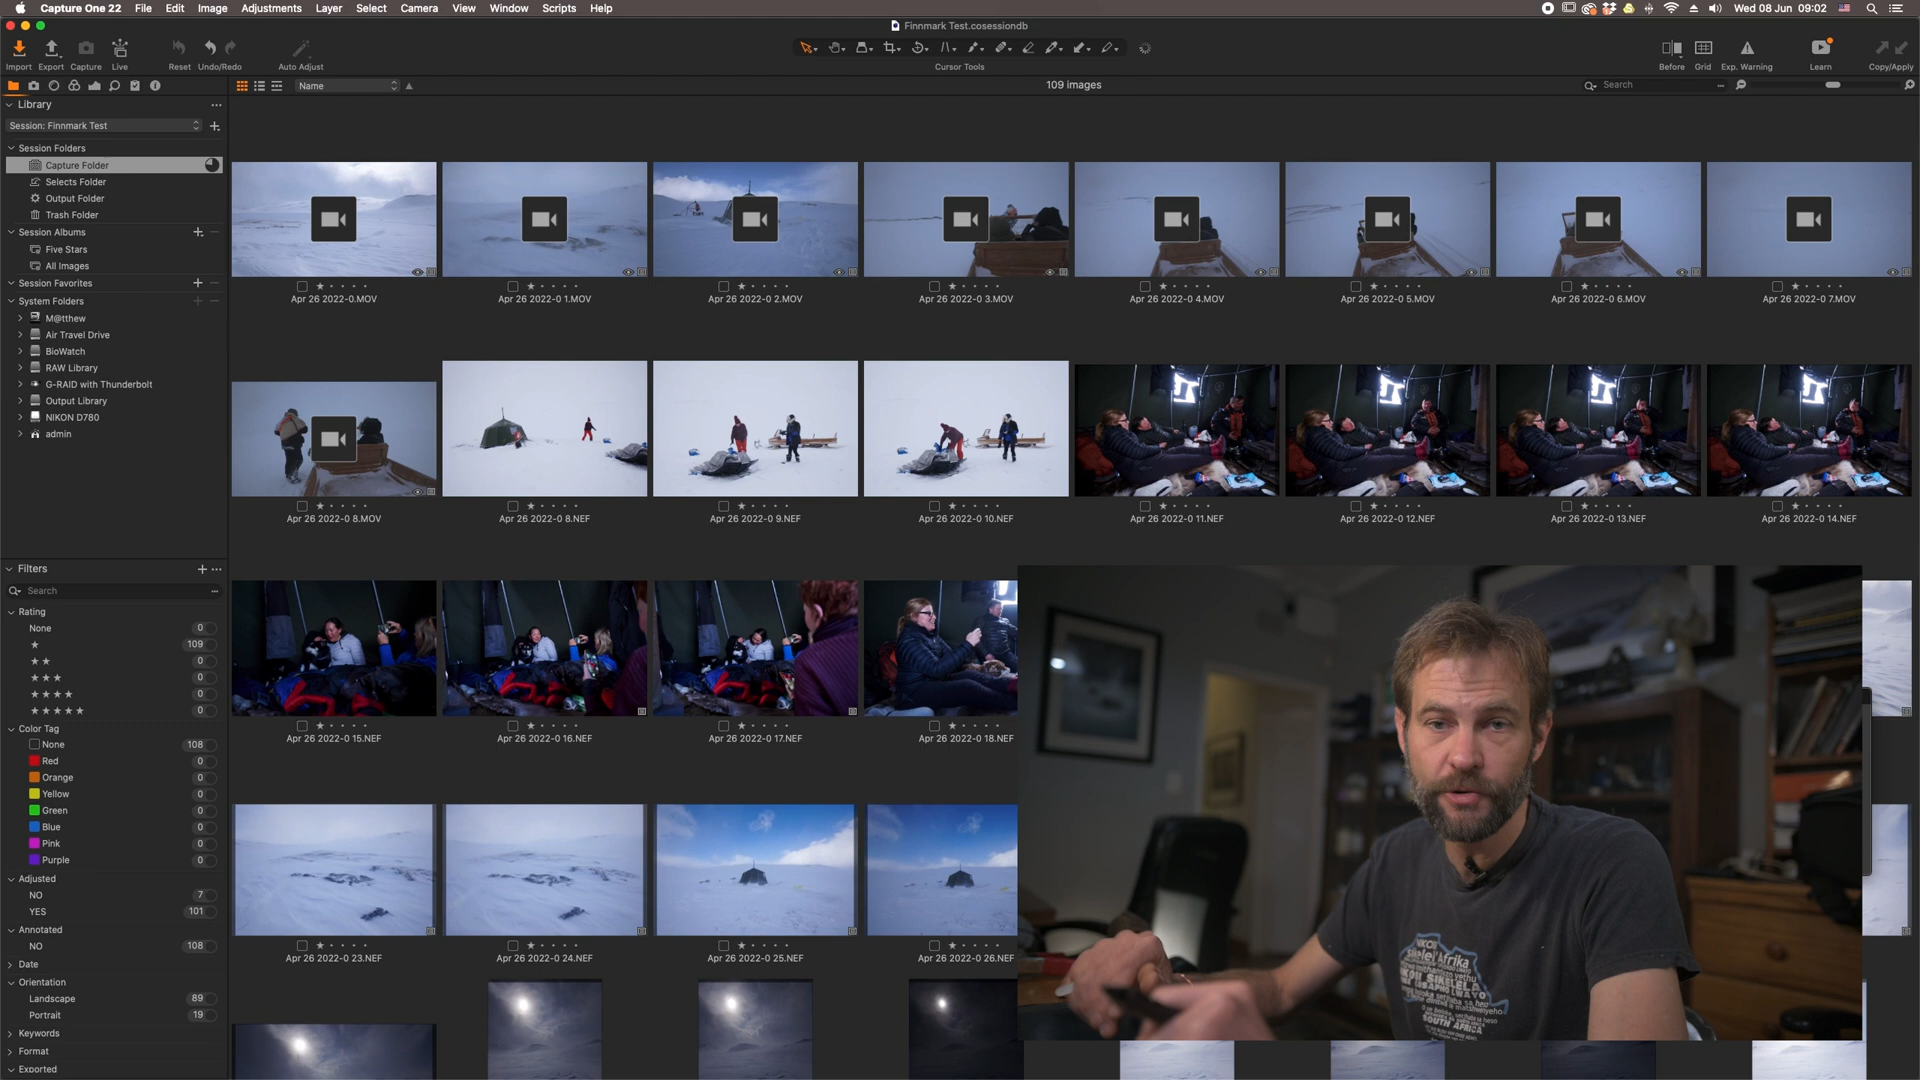 Capture One 22 File Edit Image Adjustments Layer Select Camera View Window Scripts Help Wed 08 Jun 09:02
Finnmark Test.cosessiondb
Import Export Capture Live Reset Undo/Redo Auto Adjust Cursor Tools Before Grid Exp. Warning Learn Copy/Apply
Name 109 images Search
Library
Session: Finnmark Test
Session Folders
Capture Folder
Selects Folder
Output Folder
Trash Folder
Session Albums
Five Stars
All Images
Session Favorites
System Folders
M@tthew
Air Travel Drive
BioWatch
RAW Library
G-RAID with Thunderbolt
Output Library
NIKON D780
admin
Filters
Search
Rating
None 0
109
0
0
0
0
Color Tag
None 108
Red 0
Orange 0
Yellow 0
Green 0
Blue 0
Pink 0
Purple 0
Adjusted
NO 7
YES 101
Annotated
NO 108
Date
Orientation
Landscape 89
Portrait 19
Keywords
Format
Exported
Apr 26 2022-0.MOV Apr 26 2022-0 1.MOV Apr 26 2022-0 2.MOV Apr 26 2022-0 3.MOV Apr 26 2022-0 4.MOV Apr 26 2022-0 5.MOV Apr 26 2022-0 6.MOV Apr 26 2022-0 7.MOV
Apr 26 2022-0 8.MOV Apr 26 2022-0 8.NEF Apr 26 2022-0 9.NEF Apr 26 2022-0 10.NEF Apr 26 2022-0 11.NEF Apr 26 2022-0 12.NEF Apr 26 2022-0 13.NEF Apr 26 2022-0 14.NEF
Apr 26 2022-0 15.NEF Apr 26 2022-0 16.NEF Apr 26 2022-0 17.NEF Apr 26 2022-0 18.NEF
Apr 26 2022-0 23.NEF Apr 26 2022-0 24.NEF Apr 26 2022-0 25.NEF Apr 26 2022-0 26.NEF
SOUTH AFRICA